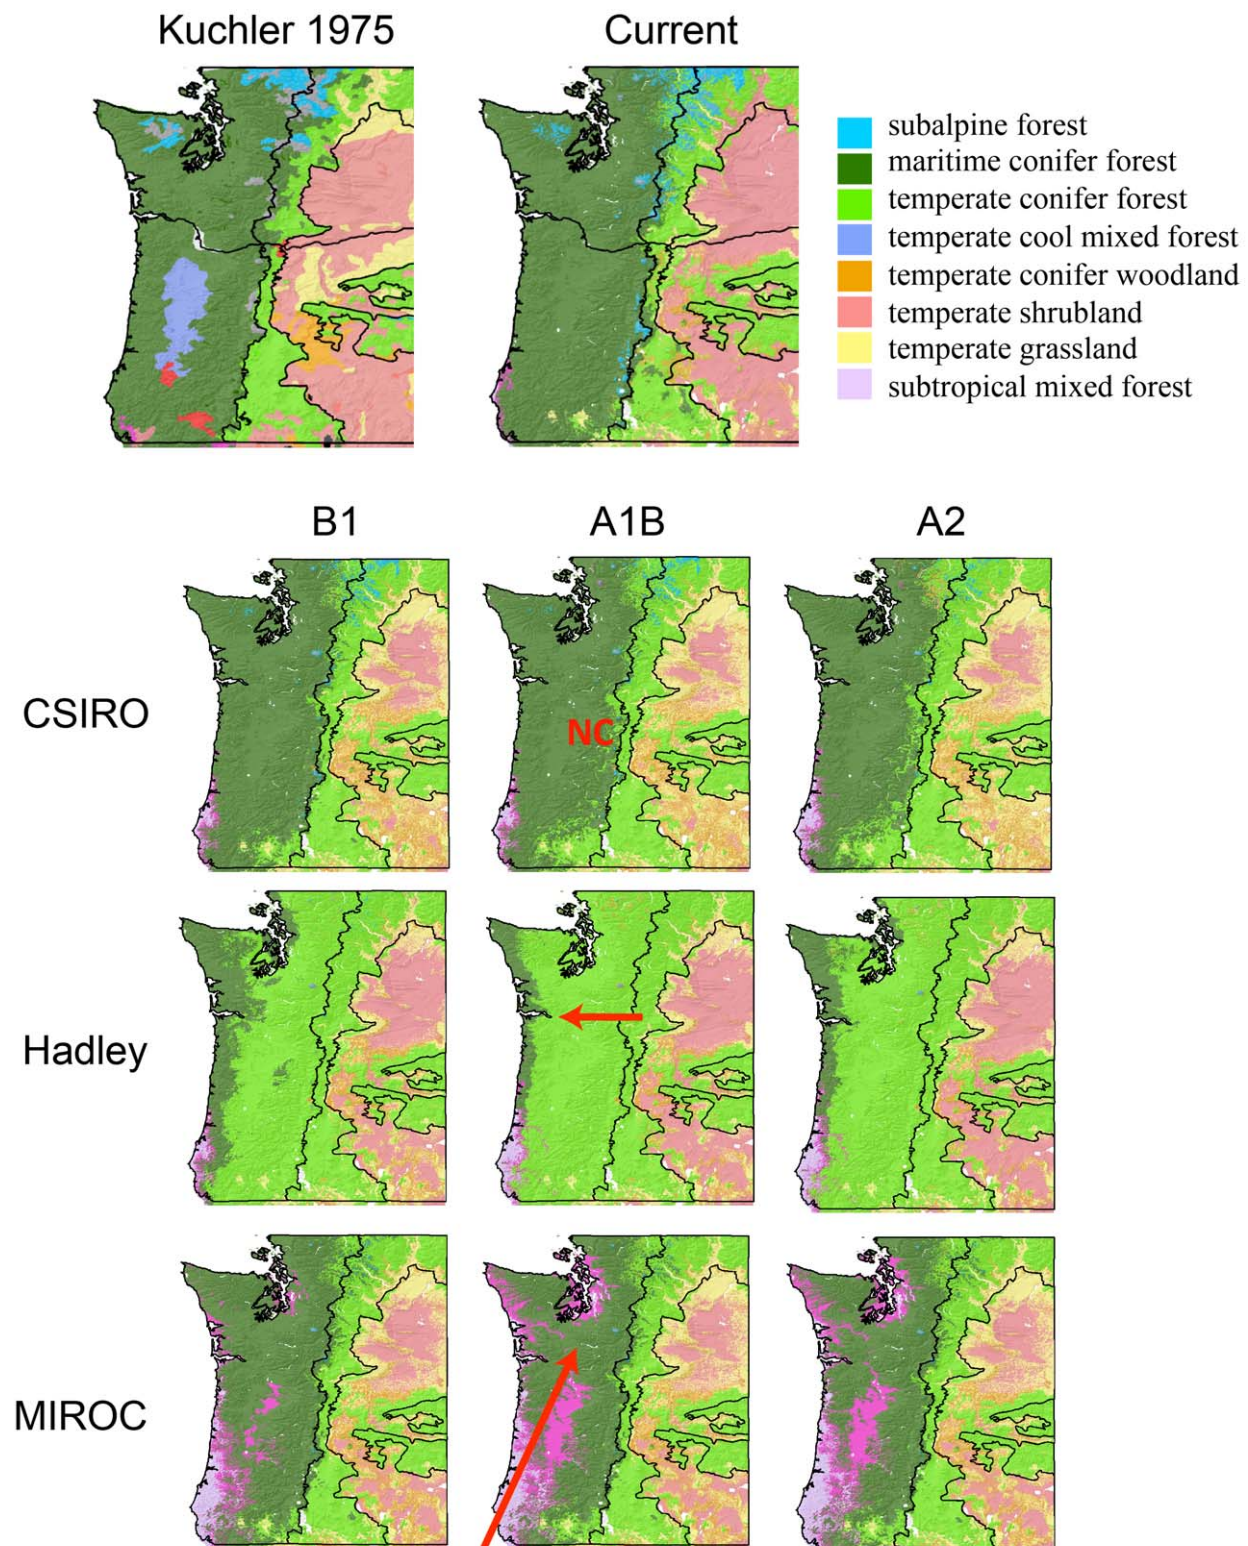 Kuchler 1975
Current
subalpine forest
maritime conifer forest
temperate conifer forest
temperate cool mixed forest
temperate conifer woodland
temperate shrubland
temperate grassland
subtropical mixed forest
B1
A1B
A2
CSIRO
NC
Hadley
MIROC